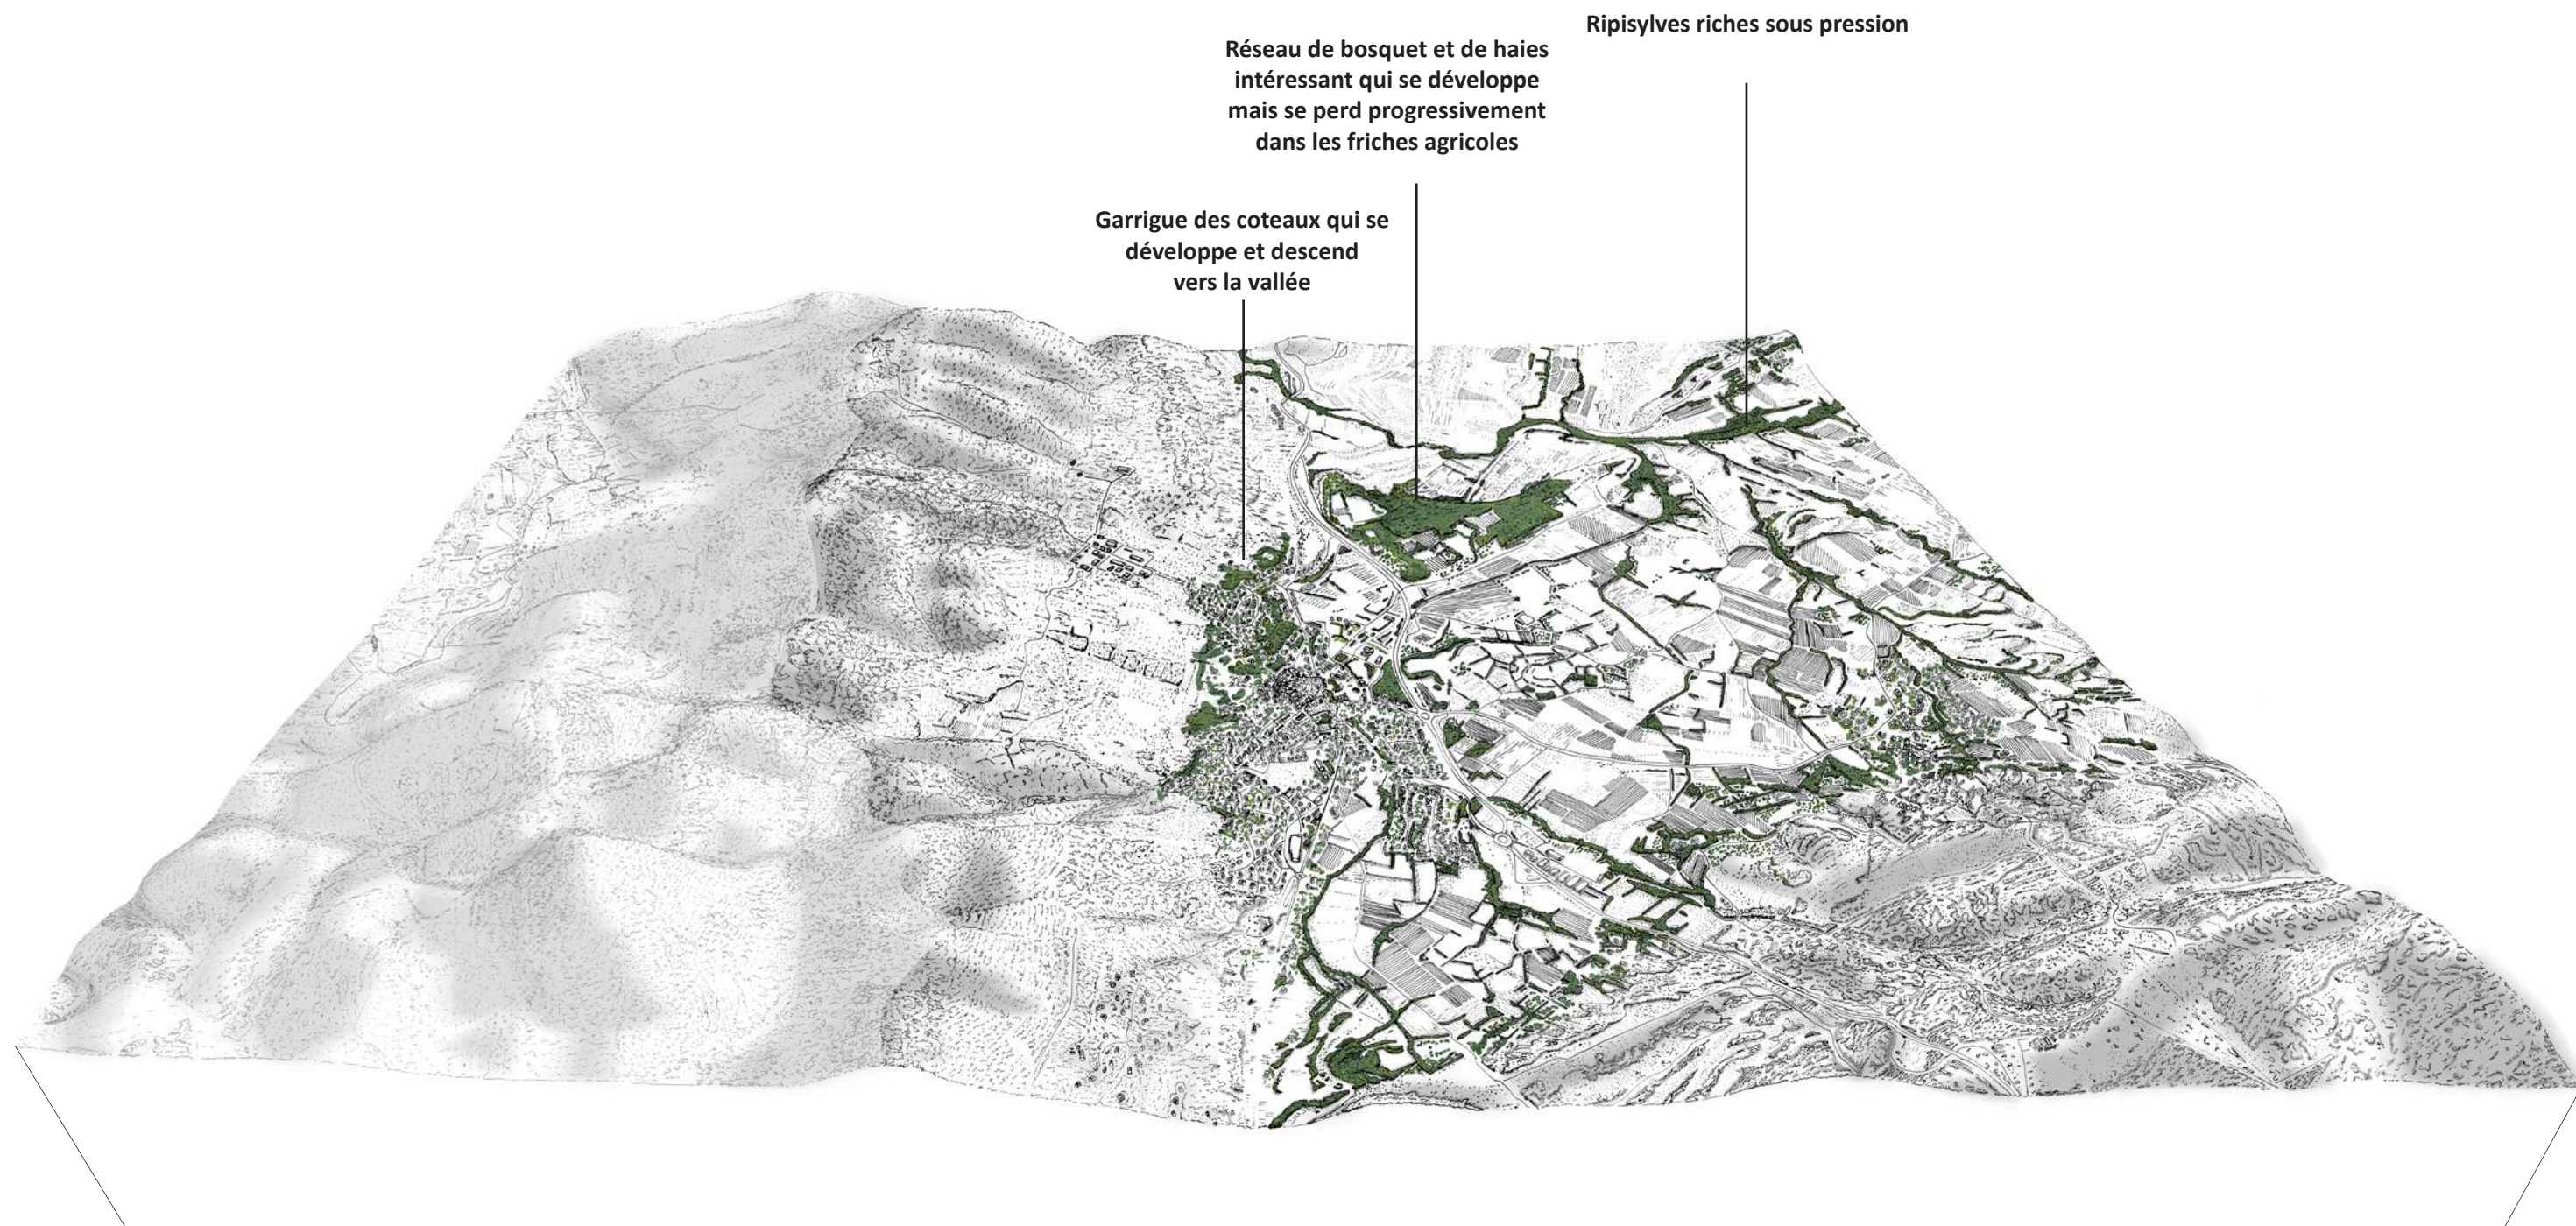 Ripisylves riches sous pression
Réseau de bosquet et de haies
intéressant qui se développe
mais se perd progressivement
dans les friches agricoles
Garrigue des coteaux qui se
développe et descend
vers la vallée